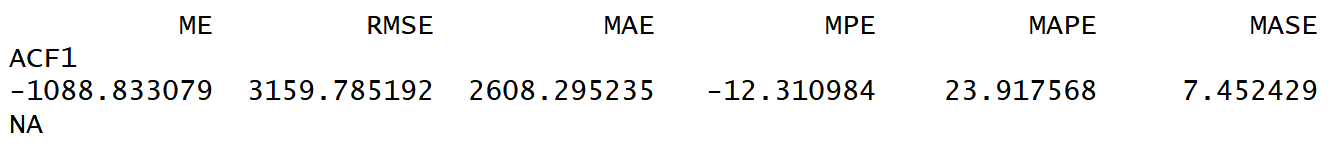 ME RMSE MAE MPE MAPE MASE
ACF1
-1088.833079 3159.785192 2608.295235 -12.310984 23.917568 7.452429
NA